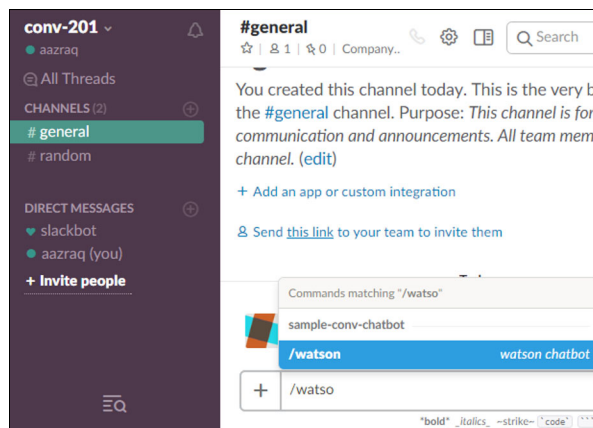 conv-201
aazraq
All Threads
CHANNELS (2)
# general
# random
DIRECT MESSAGES
slackbot
aazraq (you)
+ Invite people
#general
1 | 0 | Company..
Search
You created this channel today. This is the very b
the #general channel. Purpose: This channel is for
communication and announcements. All team mem
channel. (edit)
+ Add an app or custom integration
Send this link to your team to invite them
Commands matching "/watso"
sample-conv-chatbot
/watson watson chatbot
+ /watso
*bold* _italics_ ~strike~ `code` ```